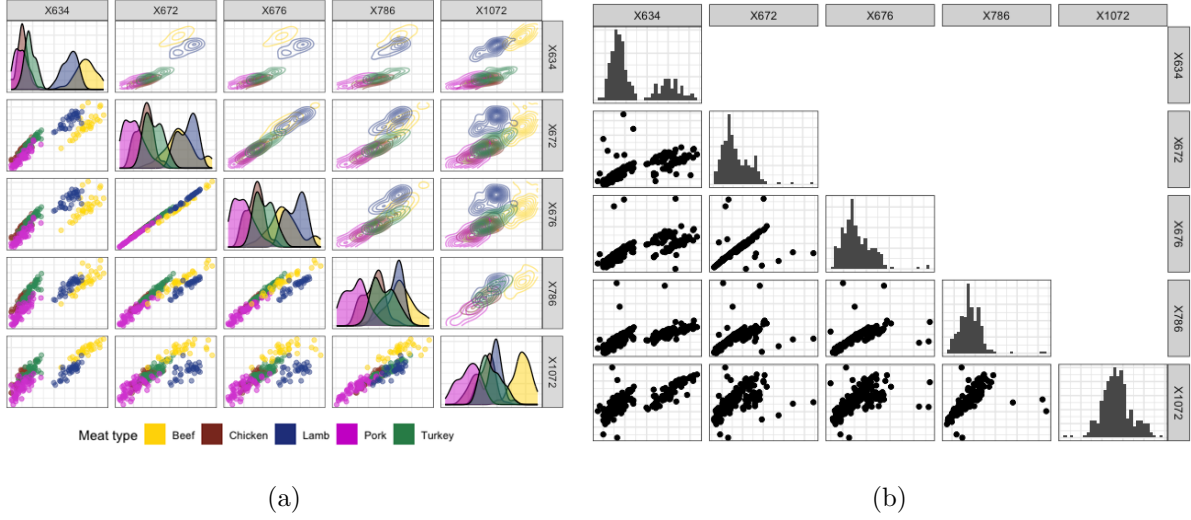 X634 X672 X676 X786 X1072
X634
X672
X676
X786
X1072
Meat type Beef Chicken Lamb Pork Turkey
(a)
X634 X672 X676 X786 X1072
X634
X672
X676
X786
X1072
(b)